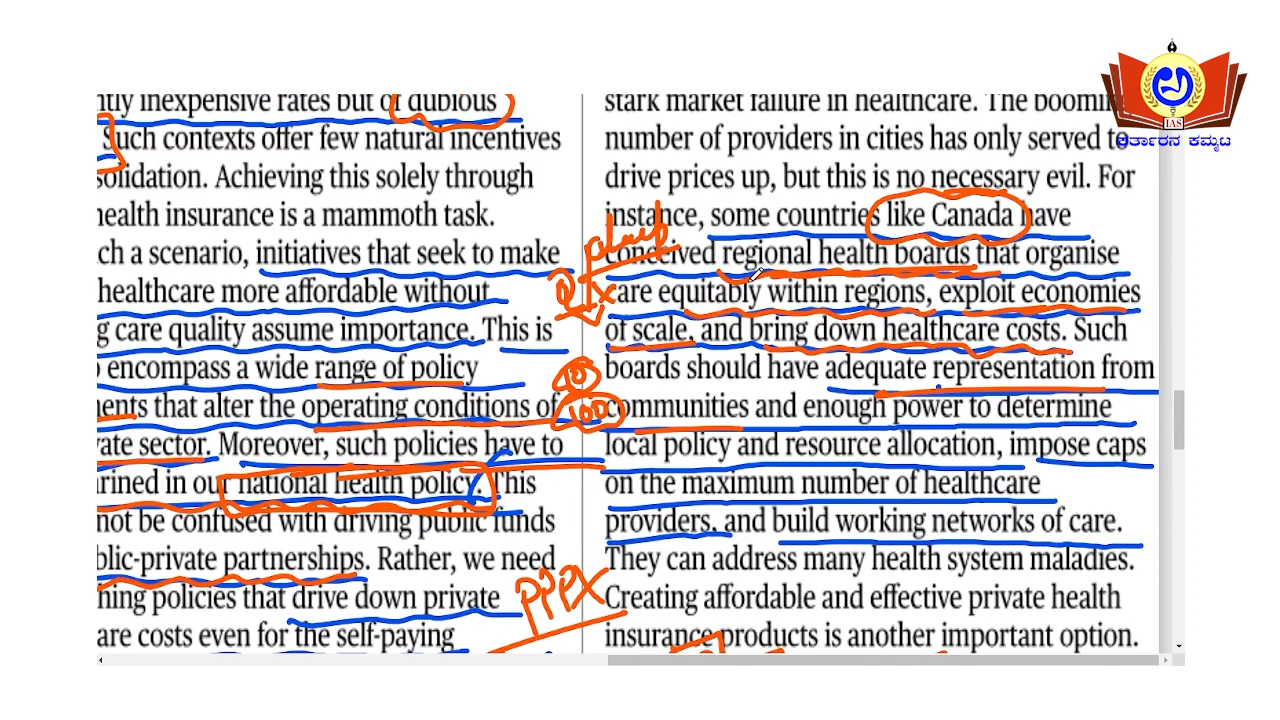 ntly inexpensive rates but of dubious
Such contexts offer few natural incentives
solidation. Achieving this solely through
health insurance is a mammoth task.
ch a scenario, initiatives that seek to make
healthcare more affordable without
g care quality assume importance. This is
encompass a wide range of policy
ents that alter the operating conditions of
vate sector. Moreover, such policies have to
rined in our national health policy. This
not be confused with driving public funds
blic-private partnerships. Rather, we need
hing policies that drive down private
are costs even for the self-paying
stark market failure in healthcare. The boomin
number of providers in cities has only served to
drive prices up, but this is no necessary evil. For
instance, some countries like Canada have
conceived regional health boards that organise
care equitably within regions, exploit economies
of scale, and bring down healthcare costs. Such
boards should have adequate representation from
communities and enough power to determine
local policy and resource allocation, impose caps
on the maximum number of healthcare
providers, and build working networks of care.
They can address many health system maladies.
Creating affordable and effective private health
insurance products is another important option.
10
100
PPP X
IAS
ವರ್ತಾರನ ಕಮ್ಮಟ